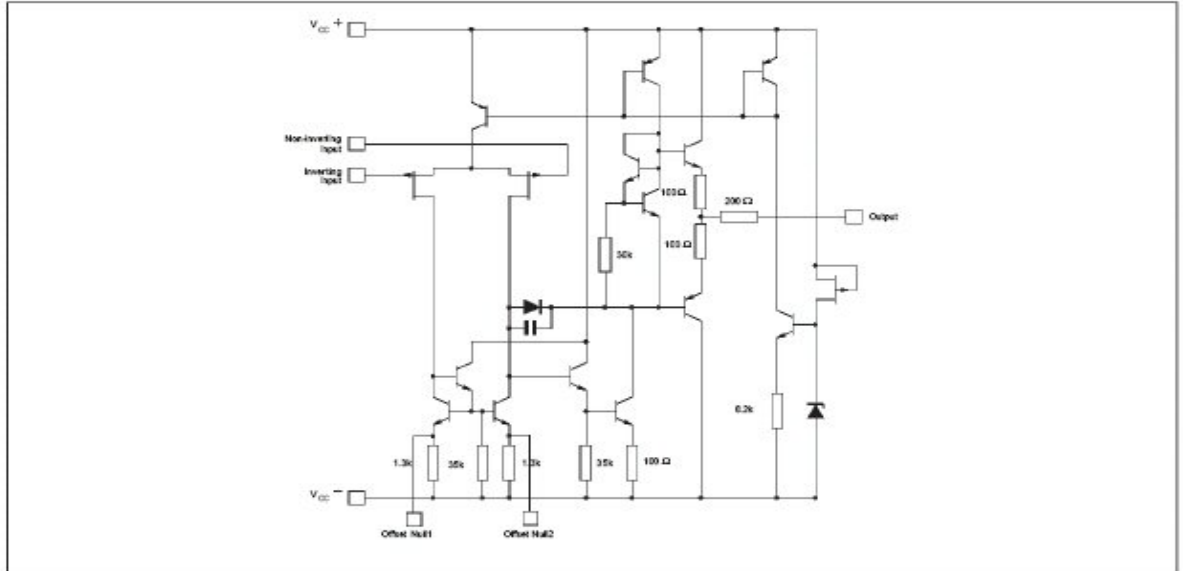 VCC +
Non-inverting
Input
Inverting
Input
100 Ω
200 Ω
Output
30k
100 Ω
8.2k
1.3k
35k
1.3k
35k
100 Ω
VCC −
Offset Null1
Offset Null2